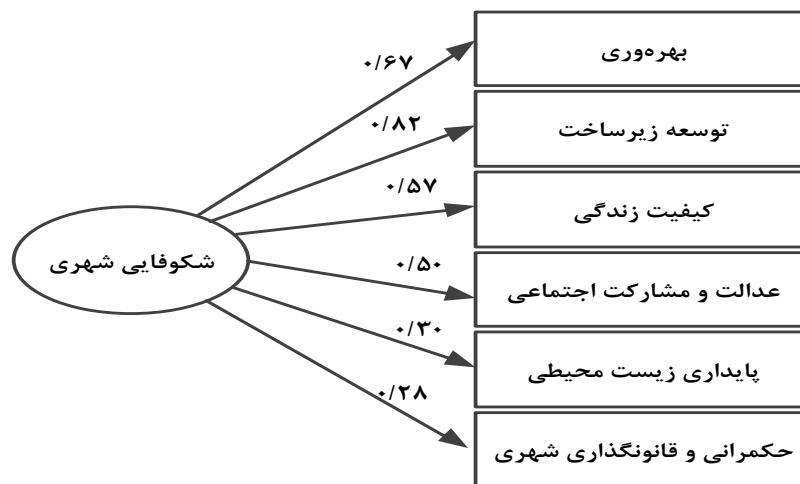 بهره‌وری
۰/۶۷
توسعه زیرساخت
۰/۸۲
کیفیت زندگی
۰/۵۷
شکوفایی شهری
عدالت و مشارکت اجتماعی
۰/۵۰
پایداری زیست محیطی
۰/۳۰
حکمرانی و قانونگذاری شهری
۰/۲۸